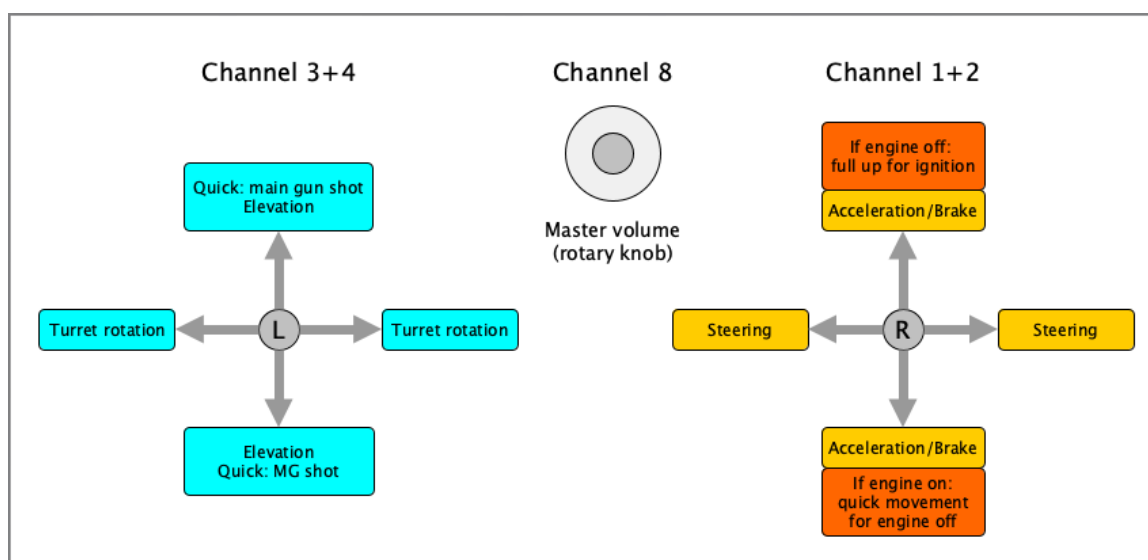 Channel 3+4
Channel 8
Channel 1+2
If engine off:
full up for ignition
Quick: main gun shot
Elevation
Acceleration/Brake
Master volume
(rotary knob)
Turret rotation
L
Turret rotation
Steering
R
Steering
Elevation
Quick: MG shot
Acceleration/Brake
If engine on:
quick movement
for engine off